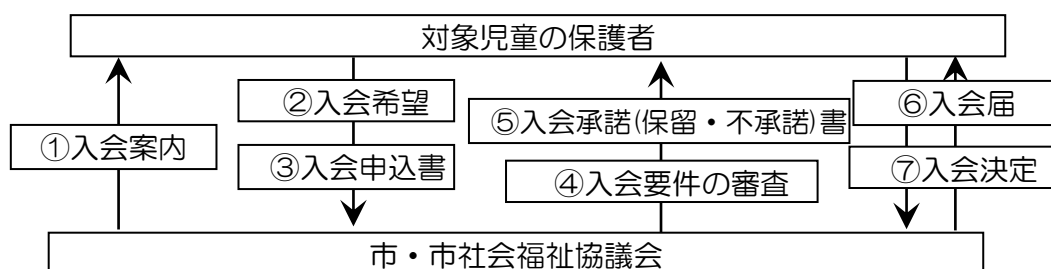 対象児童の保護者
①入会案内
②入会希望
③入会申込書
⑤入会承諾(保留・不承諾)書
④入会要件の審査
⑥入会届
⑦入会決定
市・市社会福祉協議会